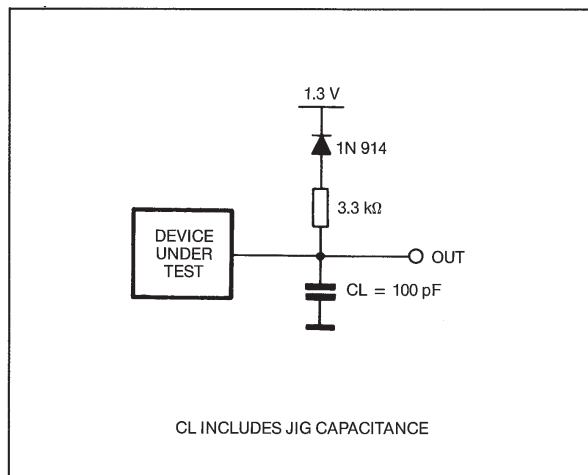 1.3 V
1N 914
3.3 kΩ
DEVICE
UNDER
TEST
OUT
CL = 100 pF
CL INCLUDES JIG CAPACITANCE